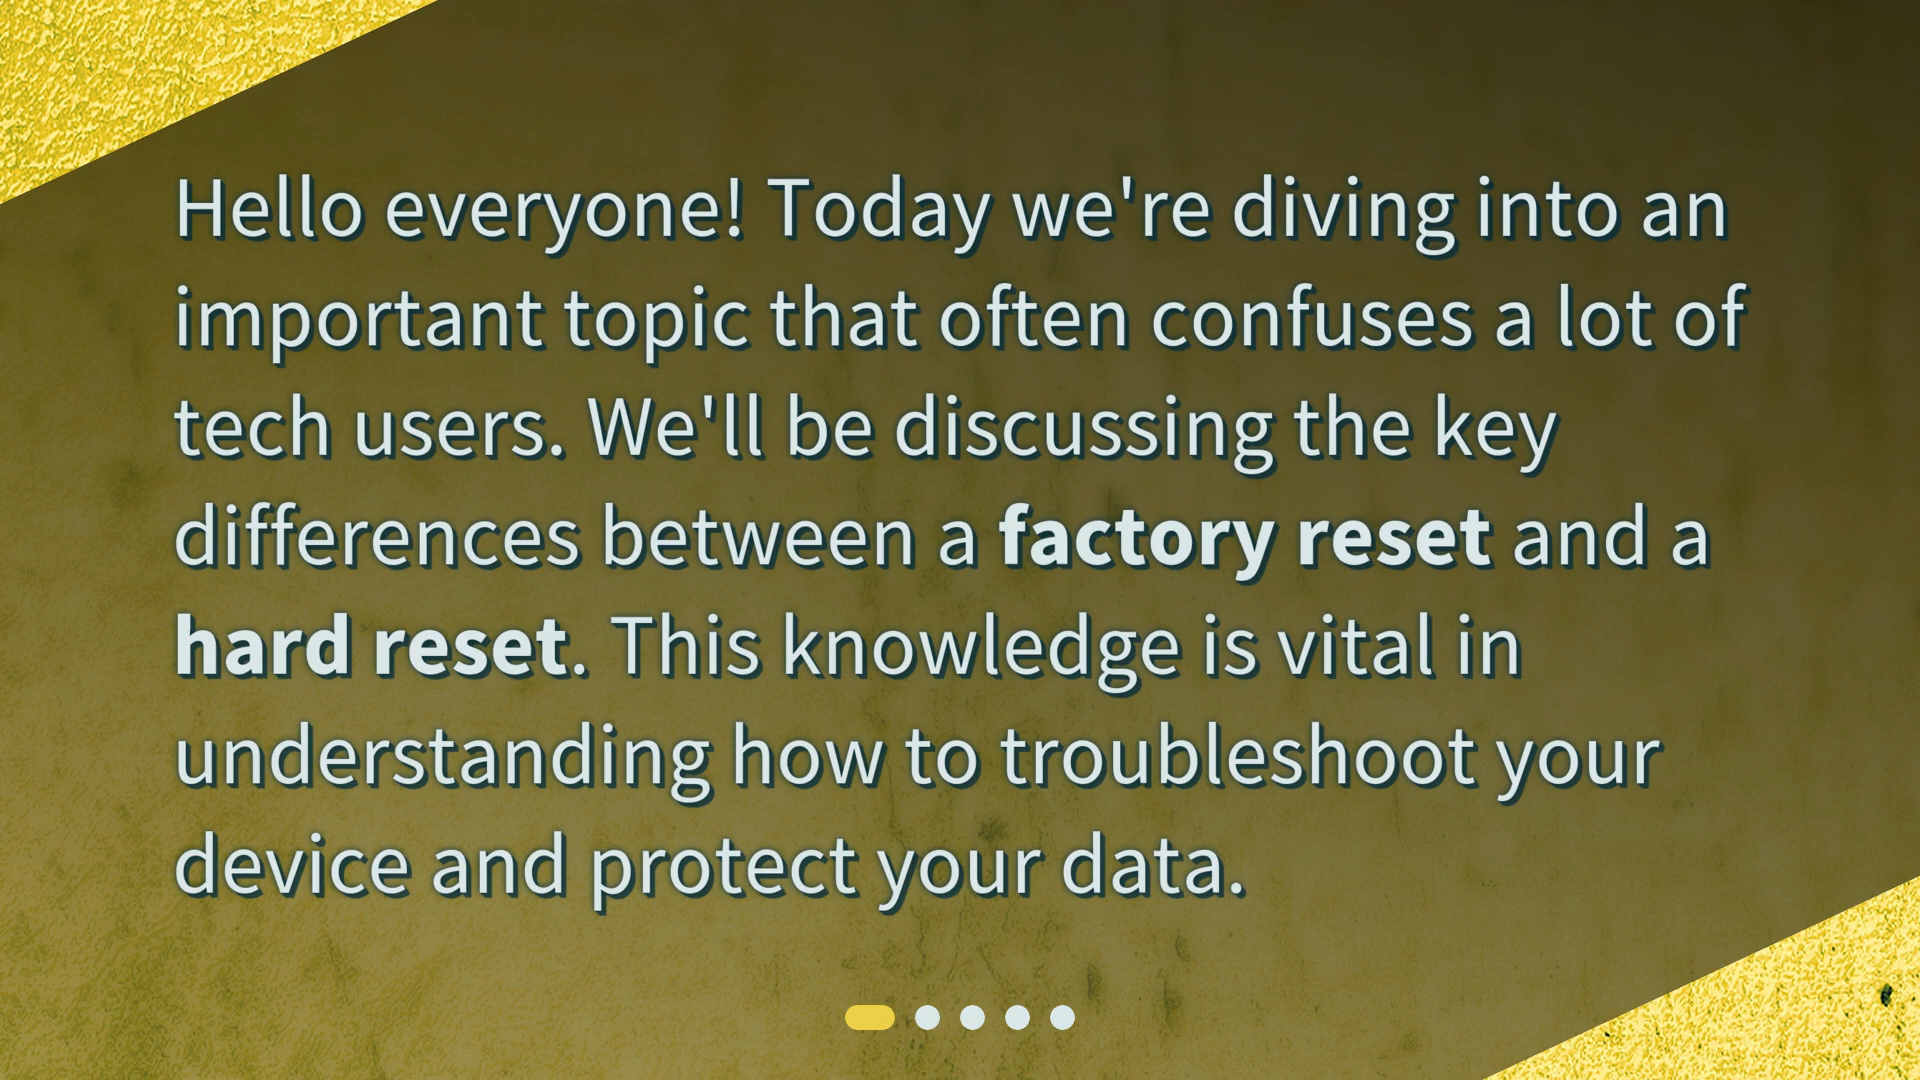 Hello everyone! Today we're diving into an
important topic that often confuses a lot of
tech users. We'll be discussing the key
differences between a factory reset and a
hard reset. This knowledge is vital in
understanding how to troubleshoot your
device and protect your data.